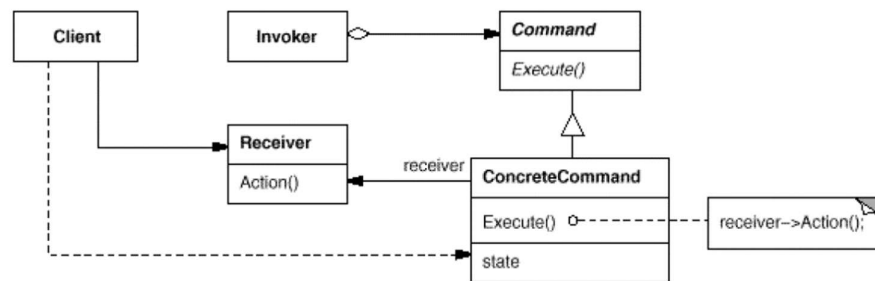 Client
Invoker
Command
Execute()
Receiver
Action()
receiver
ConcreteCommand
Execute()
state
receiver->Action();